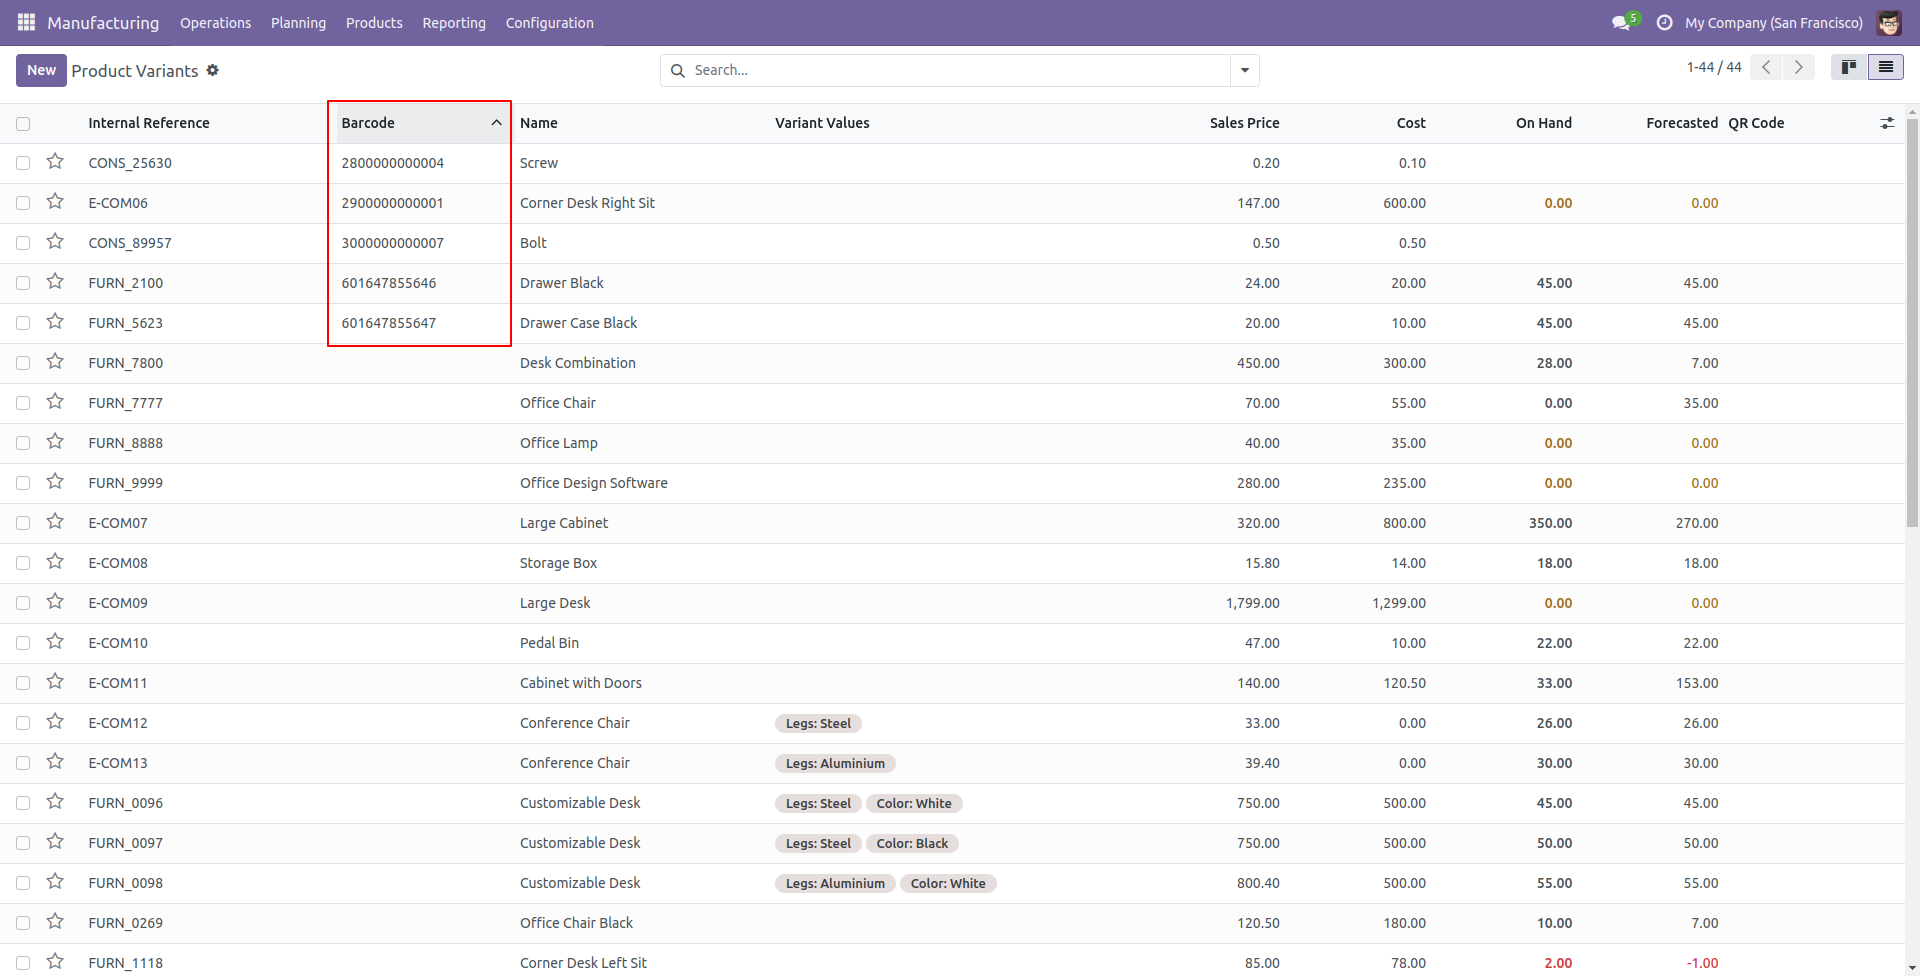 Manufacturing Operations Planning Products Reporting Configuration 5 My Company (San Francisco)
New Product Variants Search... 1-44 / 44
Internal Reference Barcode Name Variant Values Sales Price Cost On Hand Forecasted QR Code
CONS_25630 2800000000004 Screw 0.20 0.10
E-COM06 2900000000001 Corner Desk Right Sit 147.00 600.00 0.00 0.00
CONS_89957 3000000000007 Bolt 0.50 0.50
FURN_2100 601647855646 Drawer Black 24.00 20.00 45.00 45.00
FURN_5623 601647855647 Drawer Case Black 20.00 10.00 45.00 45.00
FURN_7800 Desk Combination 450.00 300.00 28.00 7.00
FURN_7777 Office Chair 70.00 55.00 0.00 35.00
FURN_8888 Office Lamp 40.00 35.00 0.00 0.00
FURN_9999 Office Design Software 280.00 235.00 0.00 0.00
E-COM07 Large Cabinet 320.00 800.00 350.00 270.00
E-COM08 Storage Box 15.80 14.00 18.00 18.00
E-COM09 Large Desk 1,799.00 1,299.00 0.00 0.00
E-COM10 Pedal Bin 47.00 10.00 22.00 22.00
E-COM11 Cabinet with Doors 140.00 120.50 33.00 153.00
E-COM12 Conference Chair Legs: Steel 33.00 0.00 26.00 26.00
E-COM13 Conference Chair Legs: Aluminium 39.40 0.00 30.00 30.00
FURN_0096 Customizable Desk Legs: Steel Color: White 750.00 500.00 45.00 45.00
FURN_0097 Customizable Desk Legs: Steel Color: Black 750.00 500.00 50.00 50.00
FURN_0098 Customizable Desk Legs: Aluminium Color: White 800.40 500.00 55.00 55.00
FURN_0269 Office Chair Black 120.50 180.00 10.00 7.00
FURN_1118 Corner Desk Left Sit 85.00 78.00 2.00 -1.00